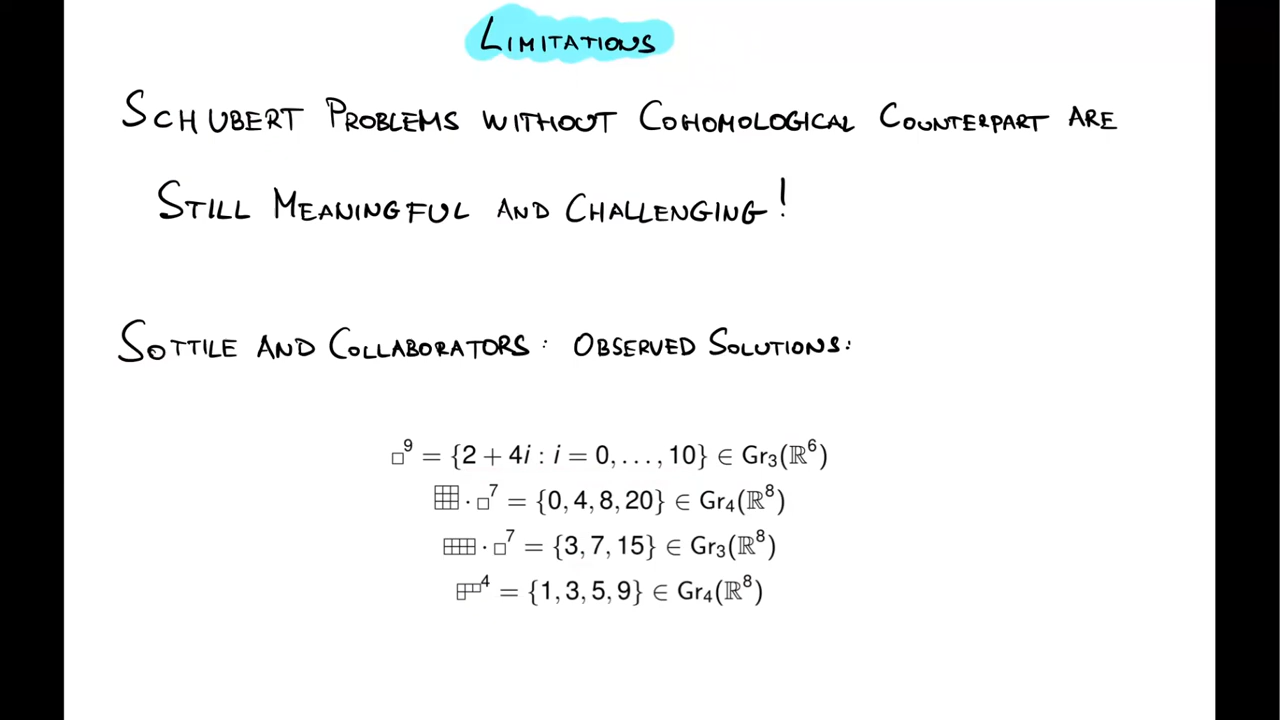 LIMITATIONS
SCHUBERT PROBLEMS WITHOUT COHOMOLOGICAL COUNTERPART ARE
STILL MEANINGFUL AND CHALLENGING!
SOTTILE AND COLLABORATORS: OBSERVED SOLUTIONS:
□⁹ = {2 + 4i : i = 0, . . . , 10} ∈ Gr₃(ℝ⁶)
· □⁷ = {0, 4, 8, 20} ∈ Gr₄(ℝ⁸)
· □⁷ = {3, 7, 15} ∈ Gr₃(ℝ⁸)
⁴ = {1, 3, 5, 9} ∈ Gr₄(ℝ⁸)